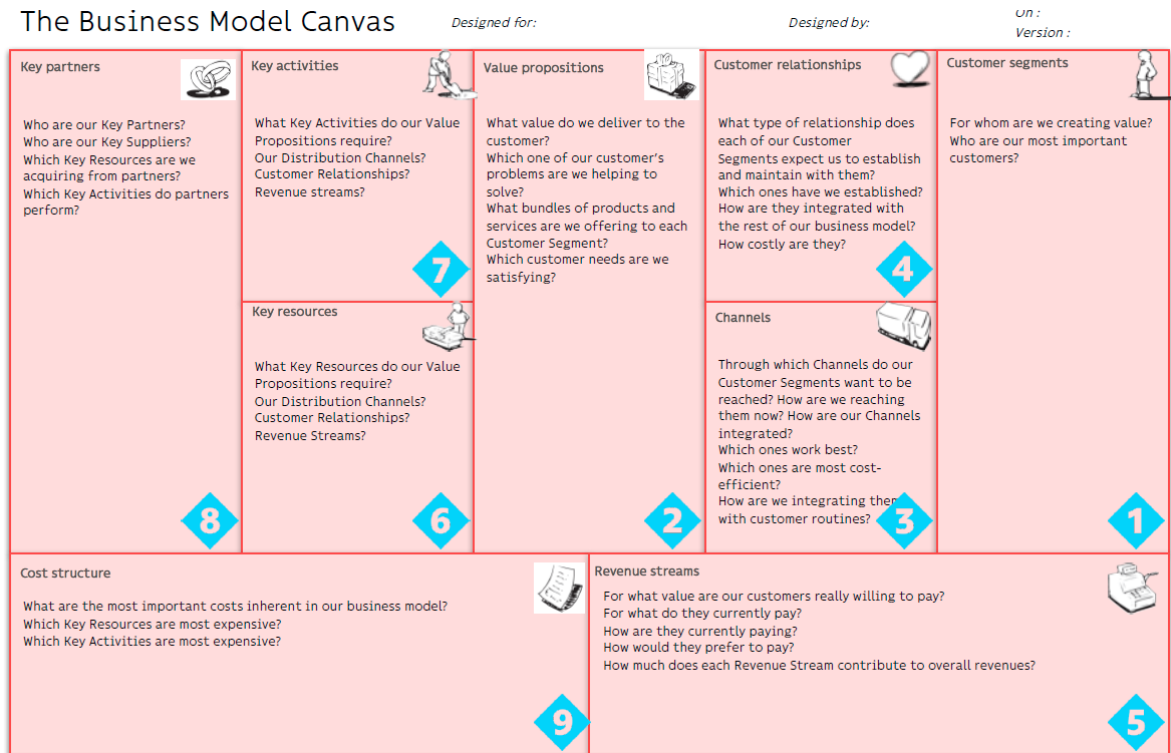 The Business Model Canvas
Designed for:
Designed by:
On :
Version :
Key partners
Who are our Key Partners?
Who are our Key Suppliers?
Which Key Resources are we
acquiring from partners?
Which Key Activities do partners
perform?
8
Key activities
What Key Activities do our Value
Propositions require?
Our Distribution Channels?
Customer Relationships?
Revenue streams?
7
Key resources
What Key Resources do our Value
Propositions require?
Our Distribution Channels?
Customer Relationships?
Revenue Streams?
6
Value propositions
What value do we deliver to the
customer?
Which one of our customer's
problems are we helping to
solve?
What bundles of products and
services are we offering to each
Customer Segment?
Which customer needs are we
satisfying?
2
Customer relationships
What type of relationship does
each of our Customer
Segments expect us to establish
and maintain with them?
Which ones have we established?
How are they integrated with
the rest of our business model?
How costly are they?
4
Channels
Through which Channels do our
Customer Segments want to be
reached? How are we reaching
them now? How are our Channels
integrated?
Which ones work best?
Which ones are most cost-
efficient?
How are we integrating them
with customer routines?
3
Customer segments
For whom are we creating value?
Who are our most important
customers?
1
Cost structure
What are the most important costs inherent in our business model?
Which Key Resources are most expensive?
Which Key Activities are most expensive?
9
Revenue streams
For what value are our customers really willing to pay?
For what do they currently pay?
How are they currently paying?
How would they prefer to pay?
How much does each Revenue Stream contribute to overall revenues?
5